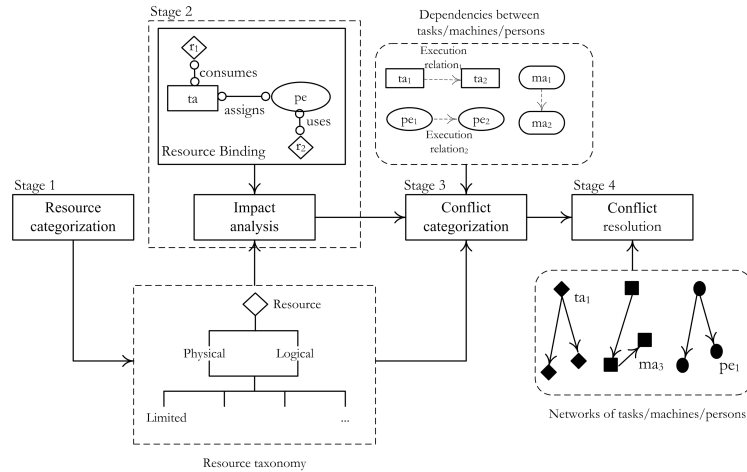 Stage 2
r1
consumes
ta
assigns
pe
uses
r2
Resource Binding
Dependencies between
tasks/machines/persons
Execution
relation1
ta1
ta2
ma1
pe1
pe2
ma2
Execution
relation2
Stage 1
Resource
categorization
Impact
analysis
Stage 3
Conflict
categorization
Stage 4
Conflict
resolution
Resource
Physical
Logical
Limited
...
Resource taxonomy
ta1
ma3
pe1
Networks of tasks/machines/persons